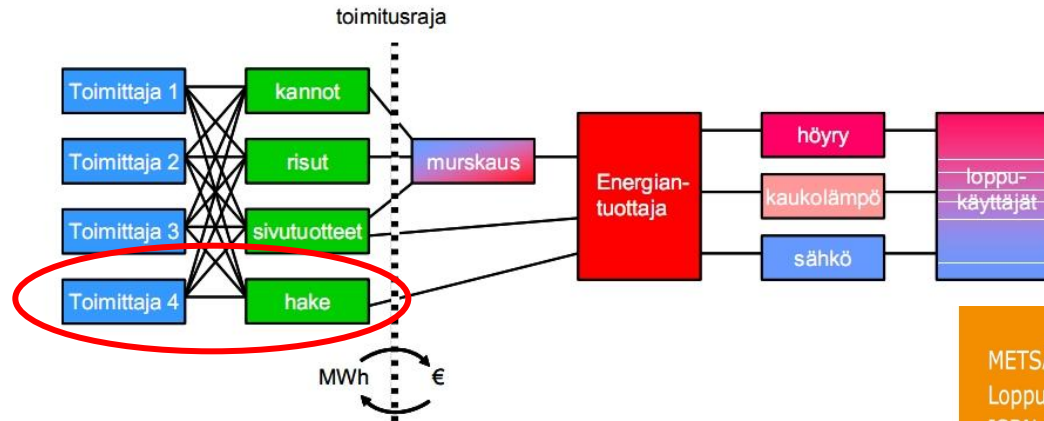 toimitusraja
Toimittaja 1
kannot
Toimittaja 2
risut
murskaus
Toimittaja 3
sivutuotteet
Toimittaja 4
hake
Energian-
tuottaja
höyry
kaukolämpö
sähkö
loppu-
käyttäjät
MWh
€
Loppu